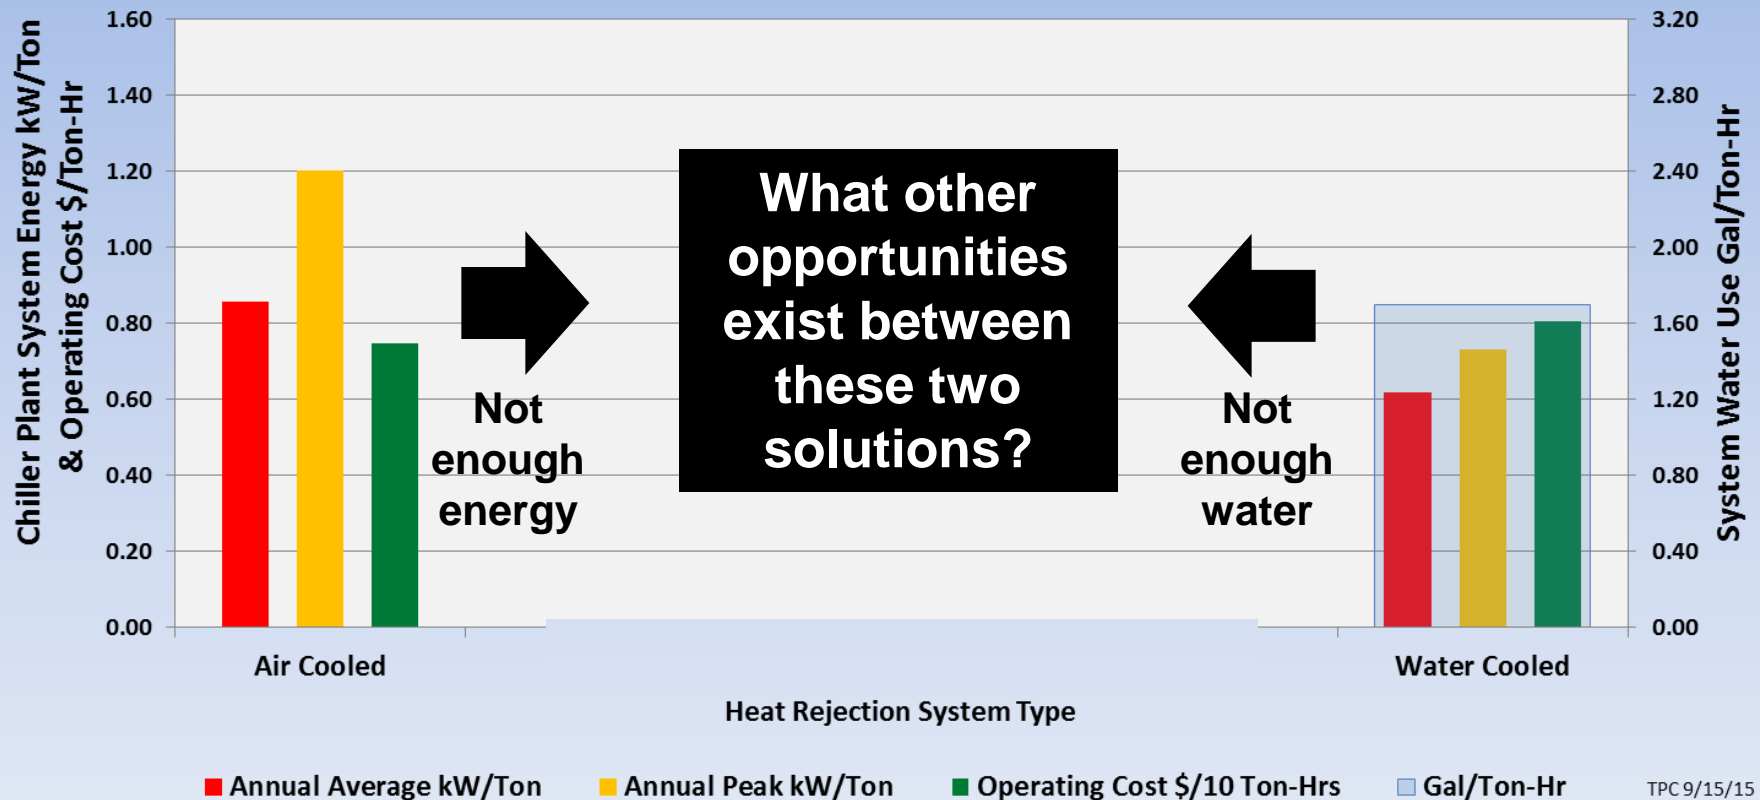 Chiller Plant System Energy kW/Ton
& Operating Cost $/Ton-Hr
1.60
1.40
1.20
1.00
0.80
0.60
0.40
0.20
0.00
Not
enough
energy
What other
opportunities
exist between
these two
solutions?
Not
enough
water
3.20
2.80
2.40
2.00
1.60
1.20
0.80
0.40
0.00
System Water Use Gal/Ton-Hr
Air Cooled
Water Cooled
Heat Rejection System Type
Annual Average kW/Ton
Annual Peak kW/Ton
Operating Cost $/10 Ton-Hrs
Gal/Ton-Hr
TPC 9/15/15